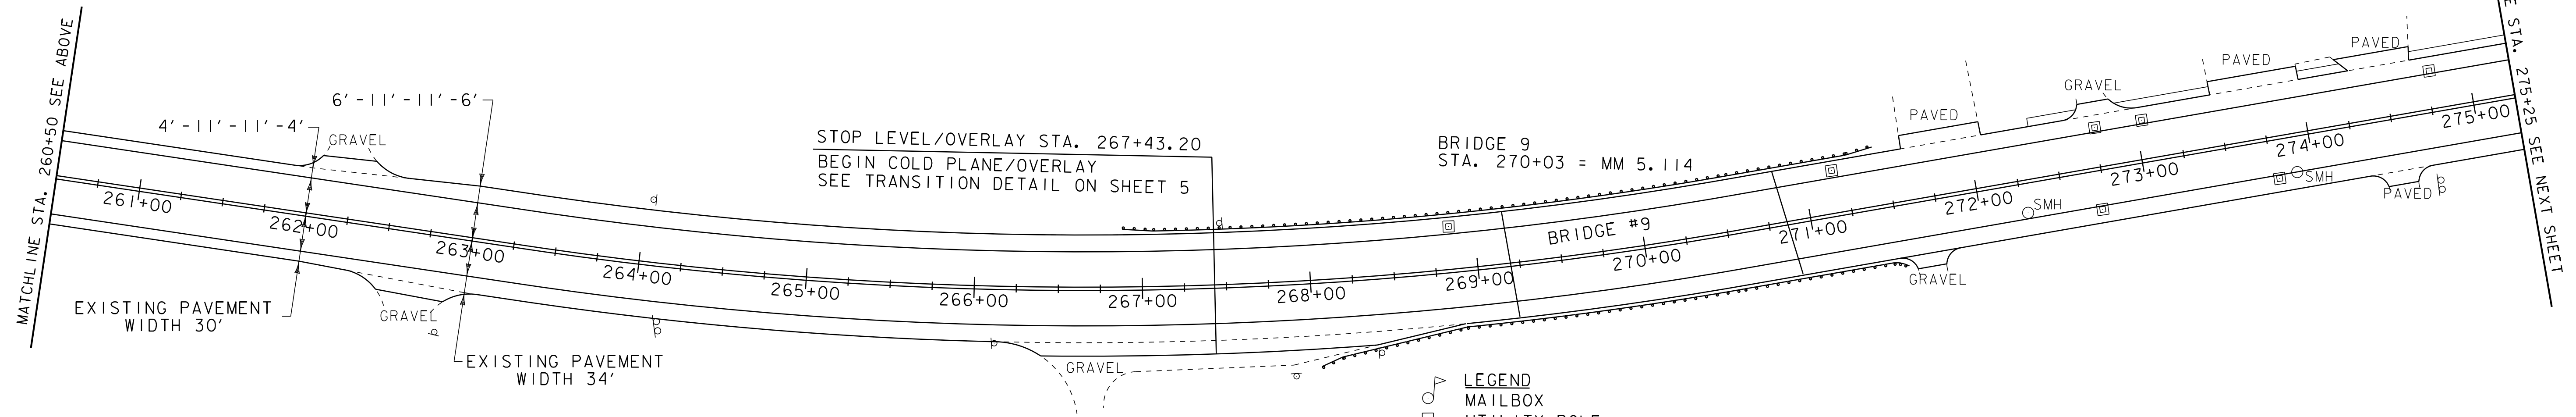 MATCHLINE STA. 260+50 SEE ABOVE
4'-11'-11'-4'
GRAVEL
6'-11'-11'-6'
261+00
262+00
263+00
264+00
265+00
266+00
267+00
268+00
269+00
270+00
271+00
272+00
273+00
274+00
275+00
EXISTING PAVEMENT
WIDTH 30'
GRAVEL
EXISTING PAVEMENT
WIDTH 34'
STOP LEVEL/OVERLAY STA. 267+43.20
BEGIN COLD PLANE/OVERLAY
SEE TRANSITION DETAIL ON SHEET 5
GRAVEL
BRIDGE 9
STA. 270+03 = MM 5.114
BRIDGE #9
PAVED
GRAVEL
PAVED
PAVED
SMH
SMH
GRAVEL
PAVED
STA. 275+25 SEE NEXT SHEET
LEGEND
MAILBOX